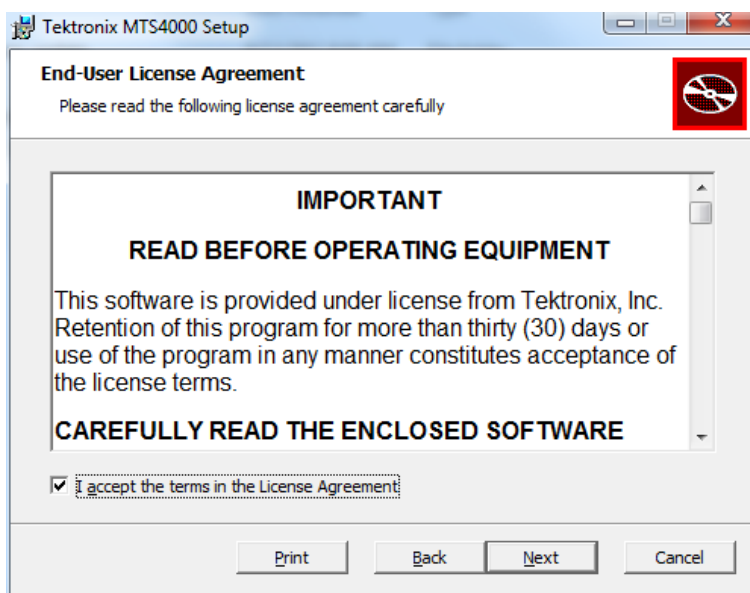 Tektronix MTS4000 Setup
End-User License Agreement
Please read the following license agreement carefully
IMPORTANT
READ BEFORE OPERATING EQUIPMENT
This software is provided under license from Tektronix, Inc.
Retention of this program for more than thirty (30) days or
use of the program in any manner constitutes acceptance of
the license terms.
CAREFULLY READ THE ENCLOSED SOFTWARE
I accept the terms in the License Agreement
Print Back Next Cancel